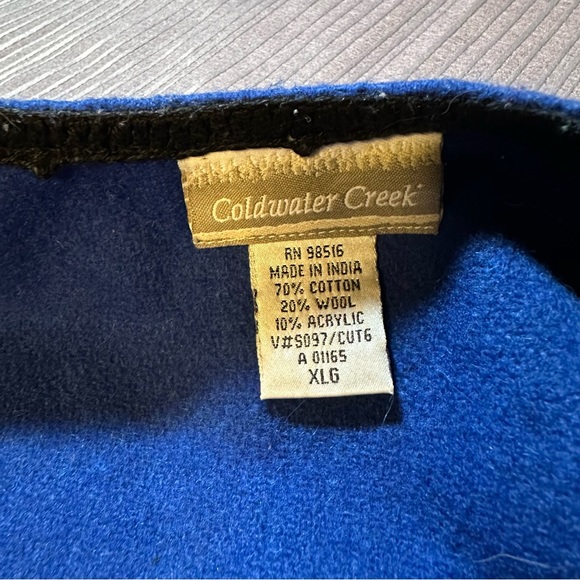 Coldwater Creek
RN 98516
MADE IN INDIA
70% COTTON
20% WOOL
10% ACRYLIC
V#S097/CUT6
A 01165
XLG